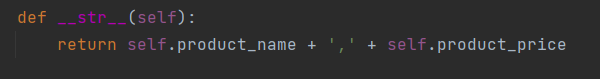 def __str__(self):
    return self.product_name + ',' + self.product_price